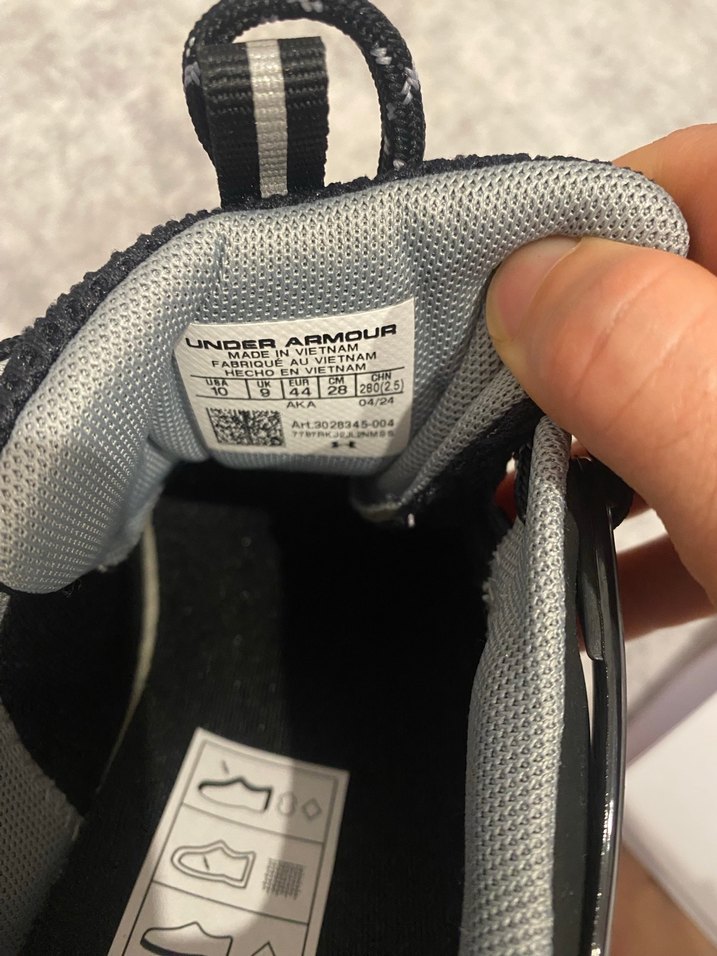 UNDER ARMOUR
MADE IN VIETNAM
FABRIQUÉ AU VIETNAM
HECHO EN VIETNAM
USA UK EUR CM CHN
10 9 44 28 280(2.5)
AKA 04/24
Art.3028345-004